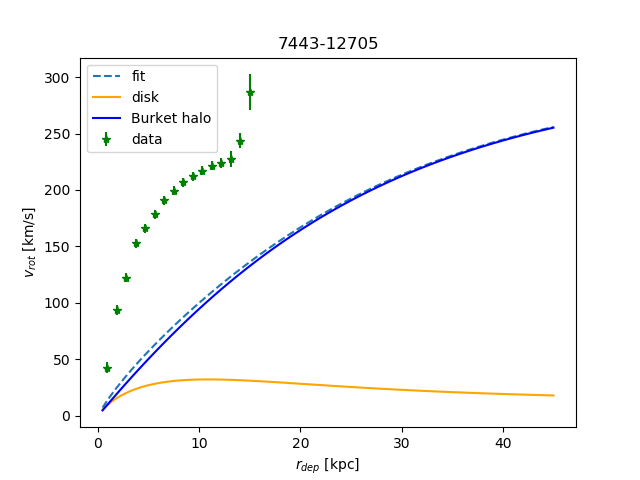 7443-12705
fit
disk
Burket halo
data
300
250
200
150
100
50
0
v_rot [km/s]
0 10 20 30 40
r_dep [kpc]